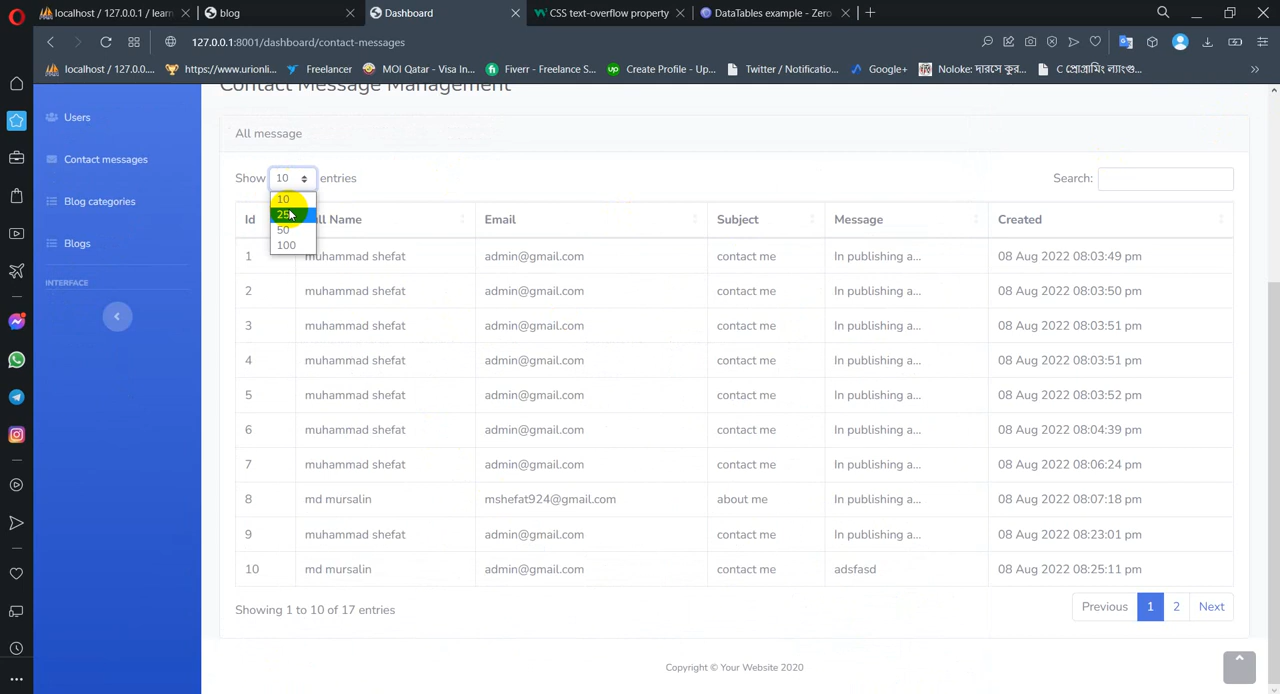 localhost / 127.0.0.1 / learn
blog
Dashboard
CSS text-overflow property
DataTables example - Zero
127.0.0.1:8001/dashboard/contact-messages
localhost / 127.0.0....
https://www.urionli...
Freelancer
MOI Qatar - Visa In...
Fiverr - Freelance S...
Create Profile - Up...
Twitter / Notificatio...
Google+
Noloke: দারসে কুর...
C প্রোগ্রামিং ল্যাংগু...
Contact Message Management
Users
Contact messages
Blog categories
Blogs
INTERFACE
All message
Show 10 entries
Search:
10
25
50
100
Id Name Email Subject Message Created
1 muhammad shefat admin@gmail.com contact me In publishing a... 08 Aug 2022 08:03:49 pm
2 muhammad shefat admin@gmail.com contact me In publishing a... 08 Aug 2022 08:03:50 pm
3 muhammad shefat admin@gmail.com contact me In publishing a... 08 Aug 2022 08:03:51 pm
4 muhammad shefat admin@gmail.com contact me In publishing a... 08 Aug 2022 08:03:51 pm
5 muhammad shefat admin@gmail.com contact me In publishing a... 08 Aug 2022 08:03:52 pm
6 muhammad shefat admin@gmail.com contact me In publishing a... 08 Aug 2022 08:04:39 pm
7 muhammad shefat admin@gmail.com contact me In publishing a... 08 Aug 2022 08:06:24 pm
8 md mursalin mshefat924@gmail.com about me In publishing a... 08 Aug 2022 08:07:18 pm
9 muhammad shefat admin@gmail.com contact me In publishing a... 08 Aug 2022 08:23:01 pm
10 md mursalin admin@gmail.com contact me adsfasd 08 Aug 2022 08:25:11 pm
Showing 1 to 10 of 17 entries
Previous 1 2 Next
Copyright © Your Website 2020